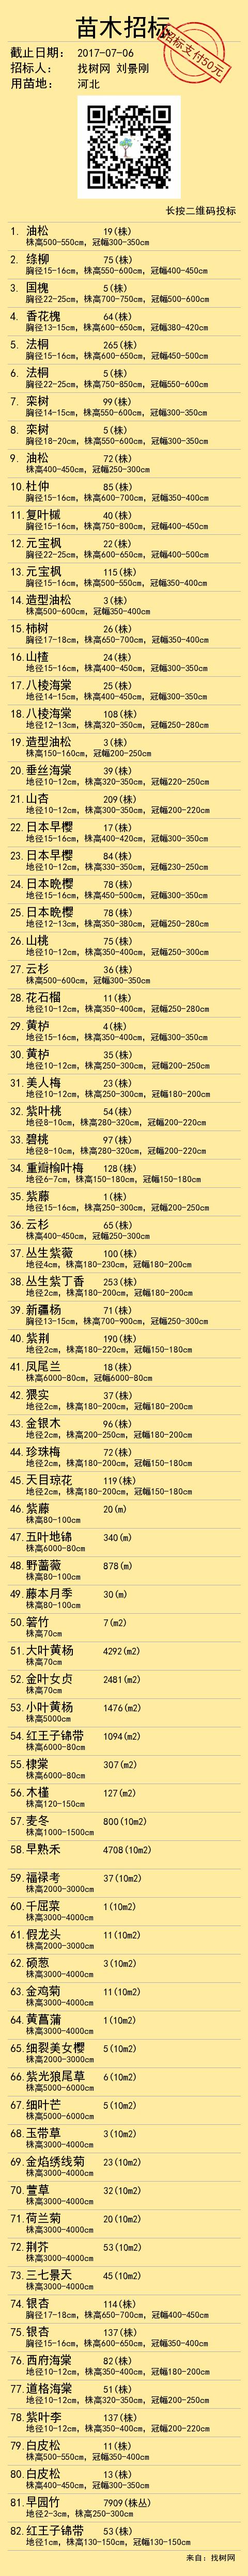 苗木招标
招标支付50元
截止日期: 2017-07-06
招标人: 找树网 刘景刚
用苗地: 河北
长按二维码投标
1. 油松 19(株)
株高500-550cm，冠幅300-350cm
2. 绦柳 75(株)
胸径15-16cm，株高550-600cm，冠幅400-450cm
3. 国槐 5(株)
胸径22-25cm，株高700-750cm，冠幅500-600cm
4. 香花槐 64(株)
胸径13-15cm，株高600-650cm，冠幅380-420cm
5. 法桐 265(株)
胸径15-16cm，株高600-650cm，冠幅450-500cm
6. 法桐 5(株)
胸径22-25cm，株高750-850cm，冠幅550-600cm
7. 栾树 99(株)
胸径14-15cm，株高550-600cm，冠幅300-350cm
8. 栾树 5(株)
胸径18-20cm，株高550-600cm，冠幅300-350cm
9. 油松 72(株)
株高400-450cm，冠幅250-300cm
10. 杜仲 85(株)
胸径15-16cm，株高600-700cm，冠幅350-400cm
11. 复叶槭 40(株)
胸径15-16cm，株高750-800cm，冠幅400-450cm
12. 元宝枫 22(株)
胸径22-25cm，株高600-650cm，冠幅400-500cm
13. 元宝枫 115(株)
胸径15-16cm，株高500-550cm，冠幅350-400cm
14. 造型油松 3(株)
株高500-600cm，冠幅350-400cm
15. 柿树 26(株)
胸径17-18cm，株高650-700cm，冠幅350-400cm
16. 山楂 24(株)
地径15-16cm，株高400-450cm，冠幅300-350cm
17. 八棱海棠 25(株)
地径14-15cm，株高400-450cm，冠幅300-350cm
18. 八棱海棠 108(株)
地径12-13cm，株高320-350cm，冠幅250-280cm
19. 造型油松 3(株)
株高150-160cm，冠幅200-250cm
20. 垂丝海棠 39(株)
地径10-12cm，株高320-350cm，冠幅220-250cm
21. 山杏 209(株)
地径10-12cm，株高300-350cm，冠幅200-220cm
22. 日本早樱 17(株)
地径15-16cm，株高400-420cm，冠幅300-350cm
23. 日本早樱 84(株)
地径10-12cm，株高330-350cm，冠幅230-250cm
24. 日本晚樱 78(株)
地径15-16cm，株高450-500cm，冠幅300-350cm
25. 日本晚樱 78(株)
地径12-13cm，株高350-380cm，冠幅250-280cm
26. 山桃 75(株)
地径10-12cm，株高350-400cm，冠幅250-300cm
27. 云杉 36(株)
株高500-600cm，冠幅300-350cm
28. 花石榴 11(株)
地径10-12cm，株高350-400cm，冠幅250-280cm
29. 黄栌 4(株)
地径15-16cm，株高350-400cm，冠幅300-350cm
30. 黄栌 35(株)
地径10-12cm，株高250-300cm，冠幅200-250cm
31. 美人梅 23(株)
地径10-12cm，株高250-300cm，冠幅180-200cm
32. 紫叶桃 54(株)
地径8-10cm，株高280-320cm，冠幅200-220cm
33. 碧桃 97(株)
地径8-10cm，株高280-320cm，冠幅200-220cm
34. 重瓣榆叶梅 128(株)
地径6-7cm，株高150-180cm，冠幅150-180cm
35. 紫藤 1(株)
地径15-16cm，株高250-300cm，冠幅200-250cm
36. 云杉 65(株)
株高400-450cm，冠幅250-300cm
37. 丛生紫薇 100(株)
地径4cm，株高180-230cm，冠幅180-200cm
38. 丛生紫丁香 253(株)
地径2cm，株高180-200cm，冠幅180-200cm
39. 新疆杨 71(株)
胸径13-15cm，株高700-900cm，冠幅250-300cm
40. 紫荆 190(株)
地径2cm，株高180-220cm，冠幅150-180cm
41. 凤尾兰 18(株)
株高6000-80cm，冠幅6000-80cm
42. 猥实 37(株)
地径2cm，株高180-200cm，冠幅180-200cm
43. 金银木 96(株)
地径2cm，株高200-250cm，冠幅180-200cm
44. 珍珠梅 72(株)
地径2cm，株高180-200cm，冠幅150-180cm
45. 天目琼花 119(株)
地径2cm，株高180-200cm，冠幅150-180cm
46. 紫藤 20(m)
株高80-100cm
47. 五叶地锦 340(m)
株高6000-80cm
48. 野蔷薇 878(m)
株高80-100cm
49. 藤本月季 30(m)
株高80-100cm
50. 箬竹 7(m2)
株高70cm
51. 大叶黄杨 4292(m2)
株高70cm
52. 金叶女贞 2481(m2)
株高70cm
53. 小叶黄杨 1476(m2)
株高5000cm
54. 红王子锦带 1094(m2)
株高6000-80cm
55. 棣棠 307(m2)
株高6000-80cm
56. 木槿 127(m2)
株高120-150cm
57. 麦冬 800(10m2)
株高1000-1500cm
58. 早熟禾 4708(10m2)
59. 福禄考 37(10m2)
株高2000-3000cm
60. 千屈菜 1(10m2)
株高3000-4000cm
61. 假龙头 11(10m2)
株高2000-3000cm
62. 硕葱 3(10m2)
株高3000-4000cm
63. 金鸡菊 11(10m2)
株高3000-4000cm
64. 黄菖蒲 1(10m2)
株高3000-4000cm
65. 细裂美女樱 5(10m2)
株高2000-3000cm
66. 紫光狼尾草 6(10m2)
株高5000-6000cm
67. 细叶芒 5(10m2)
株高5000-6000cm
68. 玉带草 3(10m2)
株高3000-4000cm
69. 金焰绣线菊 23(10m2)
株高3000-4000cm
70. 萱草 32(10m2)
株高3000-4000cm
71. 荷兰菊 20(10m2)
株高3000-4000cm
72. 荆芥 53(10m2)
株高3000-4000cm
73. 三七景天 45(10m2)
株高3000-4000cm
74. 银杏 114(株)
胸径17-18cm，株高650-700cm，冠幅400-450cm
75. 银杏 137(株)
胸径15-16cm，株高600-650cm，冠幅350-400cm
76. 西府海棠 82(株)
地径10-12cm，株高350-400cm，冠幅180-200cm
77. 道格海棠 51(株)
地径10-12cm，株高320-350cm，冠幅200-250cm
78. 紫叶李 137(株)
地径10-12cm，株高350-400cm，冠幅200-220cm
79. 白皮松 11(株)
株高500-550cm，冠幅350-400cm
80. 白皮松 13(株)
株高400-450cm，冠幅300-350cm
81. 早园竹 7909(株丛)
地径2-3cm，株高250-300cm
82. 红王子锦带 53(株)
地径1cm，株高130-150cm，冠幅130-150cm
来自: 找树网